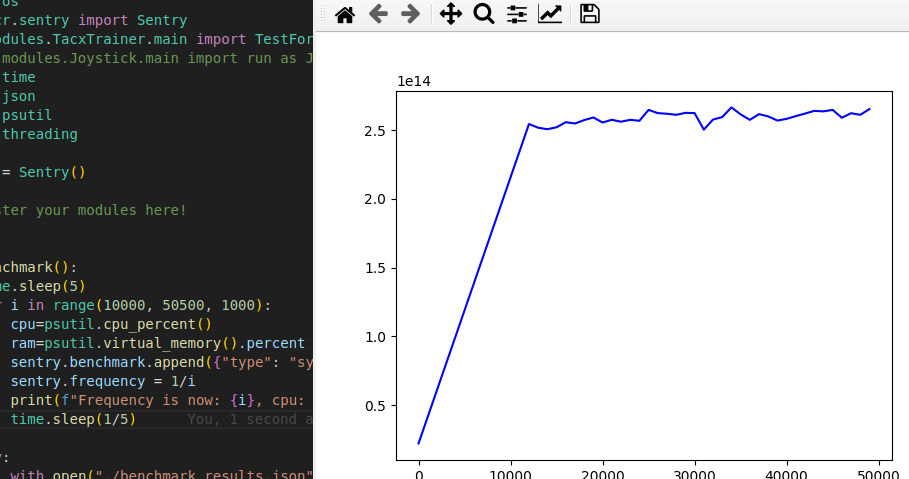 os
cr.sentry import Sentry
odules.TacxTrainer.main import TestFor
modules.Joystick.main import run as J
time
json
psutil
threading
= Sentry()
ster your modules here!
nchmark():
me.sleep(5)
r i in range(10000, 50500, 1000):
cpu=psutil.cpu_percent()
ram=psutil.virtual_memory().percent
sentry.benchmark.append({"type": "sy
sentry.frequency = 1/i
print(f"Frequency is now: {i}, cpu:
time.sleep(1/5) You, 1 second a
y:
with open("./benchmark_results.json"
1e14
2.5
2.0
1.5
1.0
0.5
0 10000 20000 30000 40000 50000